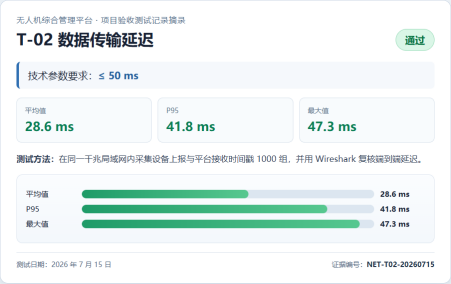 无人机综合管理平台 · 项目验收测试记录摘录
T-02 数据传输延迟
通过
技术参数要求：≤ 50 ms
平均值
28.6 ms
P95
41.8 ms
最大值
47.3 ms
测试方法：在同一千兆局域网内采集设备上报与平台接收时间戳 1000 组，并用 Wireshark 复核端到端延迟。
平均值 28.6 ms
P95 41.8 ms
最大值 47.3 ms
测试日期：2026 年 7 月 15 日
证据编号：NET-T02-20260715